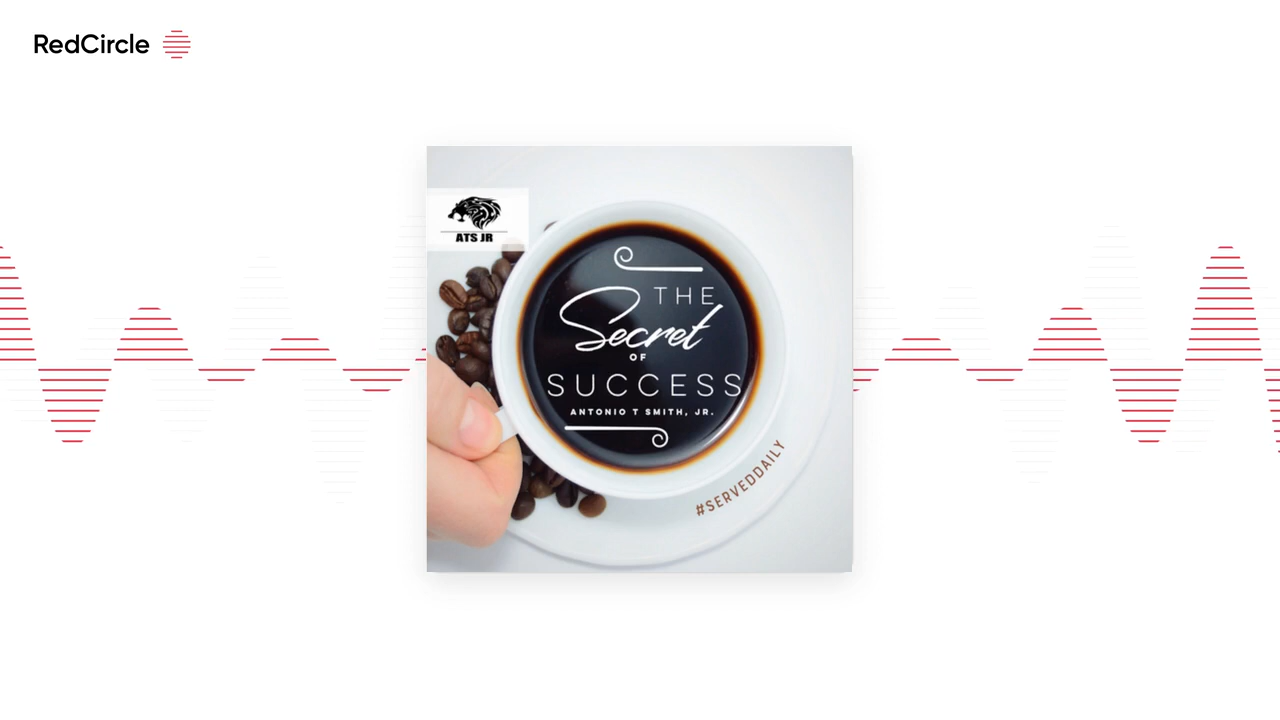 RedCircle
ATS JR
THE
Secret
OF
SUCCESS
ANTONIO T SMITH, JR.
#SERVEDDAILY